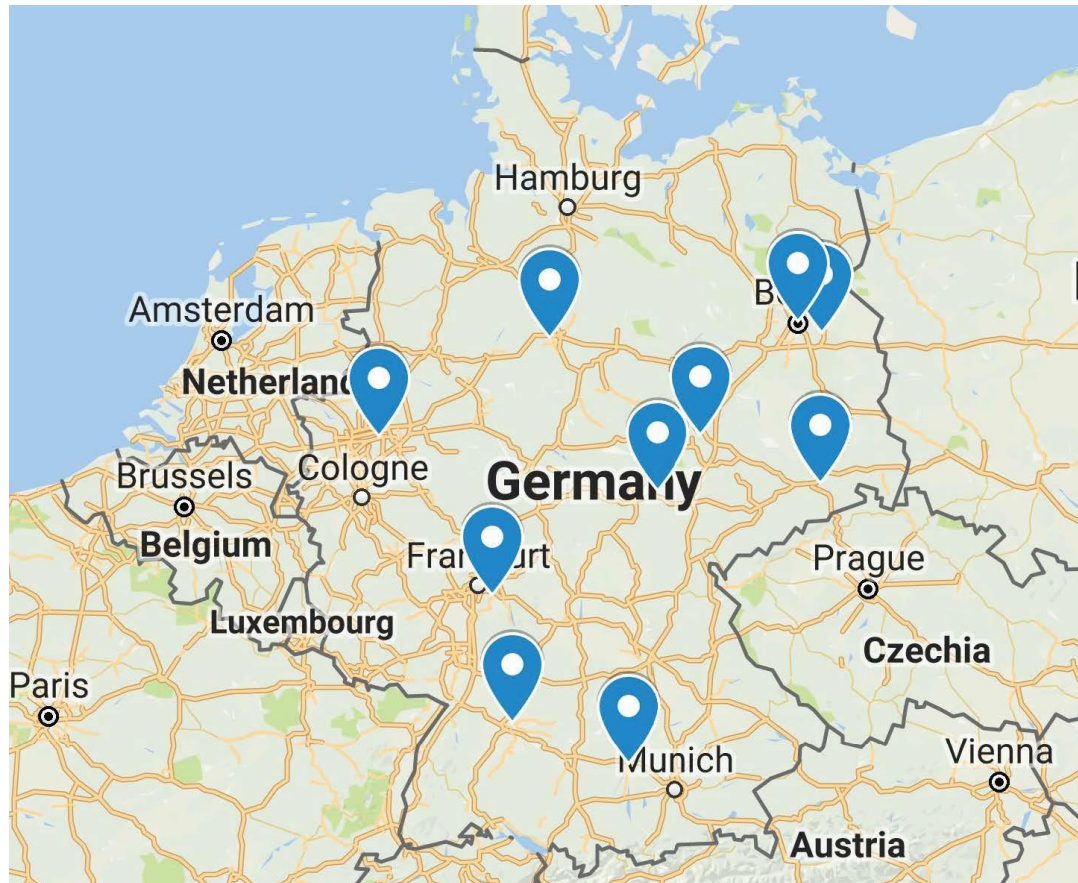 Hamburg
Amsterdam
Netherland
Brussels
Cologne
Germany
Belgium
Prague
Luxembourg
Czechia
Paris
Vienna
Munich
Austria